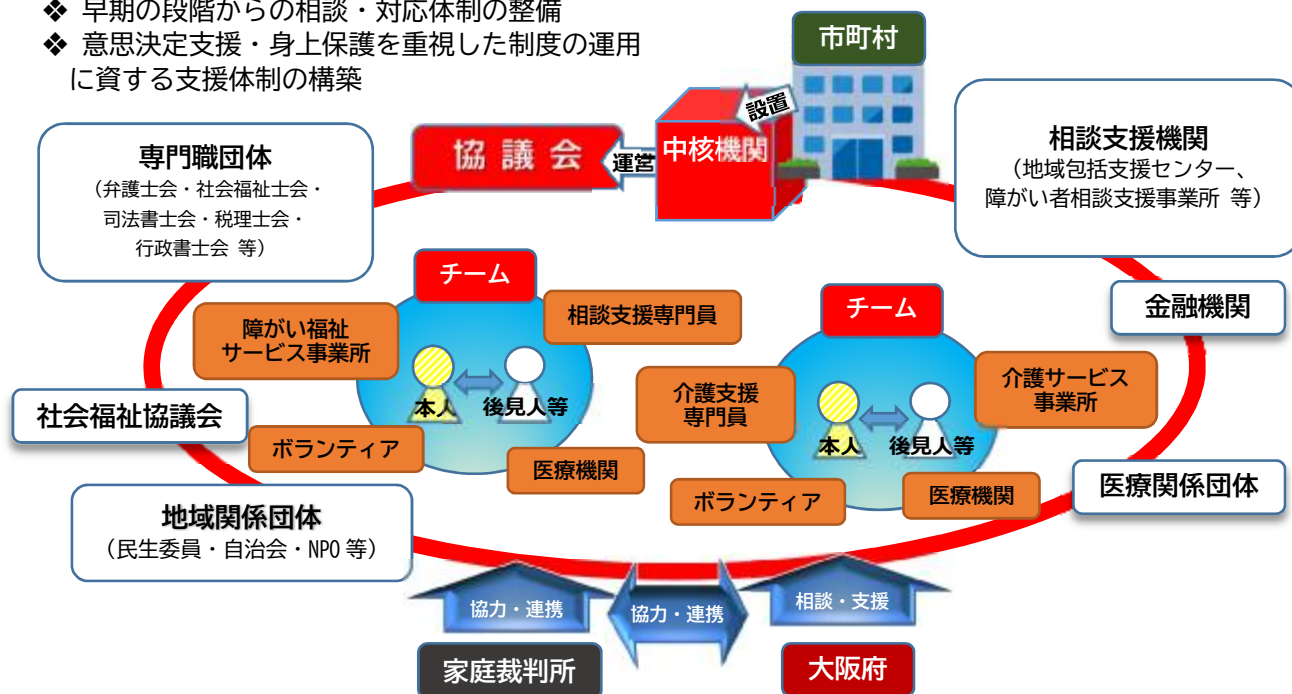 ❖ 早期の段階からの相談・対応体制の整備
❖ 意思決定支援・身上保護を重視した制度の運用
に資する支援体制の構築
市町村
設置
中核機関
運営
協議会
専門職団体
（弁護士会・社会福祉士会・
司法書士会・税理士会・
行政書士会 等）
相談支援機関
（地域包括支援センター、
障がい者相談支援事業所 等）
チーム
障がい福祉
サービス事業所
相談支援専門員
本人
後見人等
ボランティア
医療機関
チーム
介護支援
専門員
介護サービス
事業所
本人
後見人等
ボランティア
医療機関
金融機関
社会福祉協議会
医療関係団体
地域関係団体
（民生委員・自治会・NPO 等）
協力・連携
協力・連携
相談・支援
家庭裁判所
大阪府